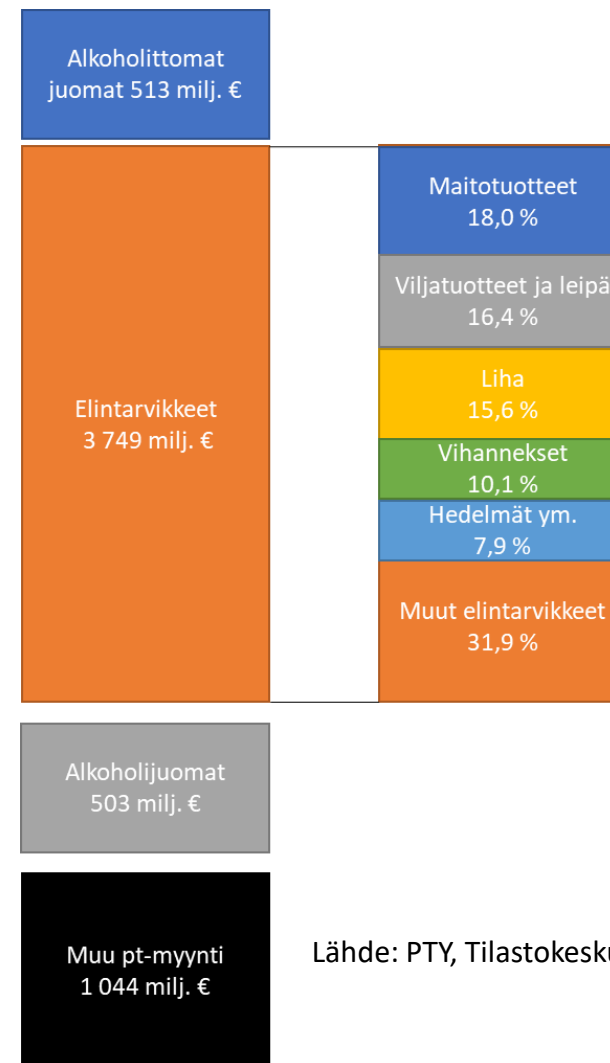 Alkoholittomat
juomat 513 milj. €
Elintarvikkeet
3 749 milj. €
Maitotuotteet
18,0 %
Viljatuotteet ja leipä
16,4 %
Liha
15,6 %
Vihannekset
10,1 %
Hedelmät ym.
7,9 %
Muut elintarvikkeet
31,9 %
Alkoholijuomat
503 milj. €
Muu pt-myynti
1 044 milj. €
Lähde: PTY,